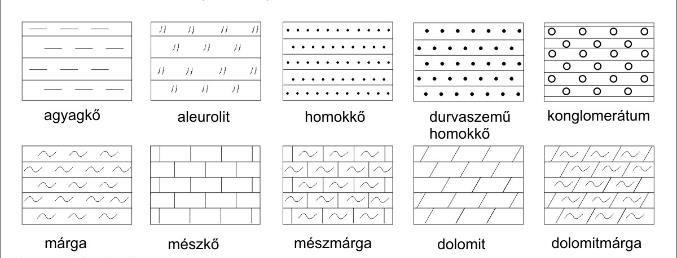 agyagkő
aleurolit
homokkő
durvaszemű
homokkő
konglomerátum
márga
mészkő
mészmárga
dolomit
dolomitmárga